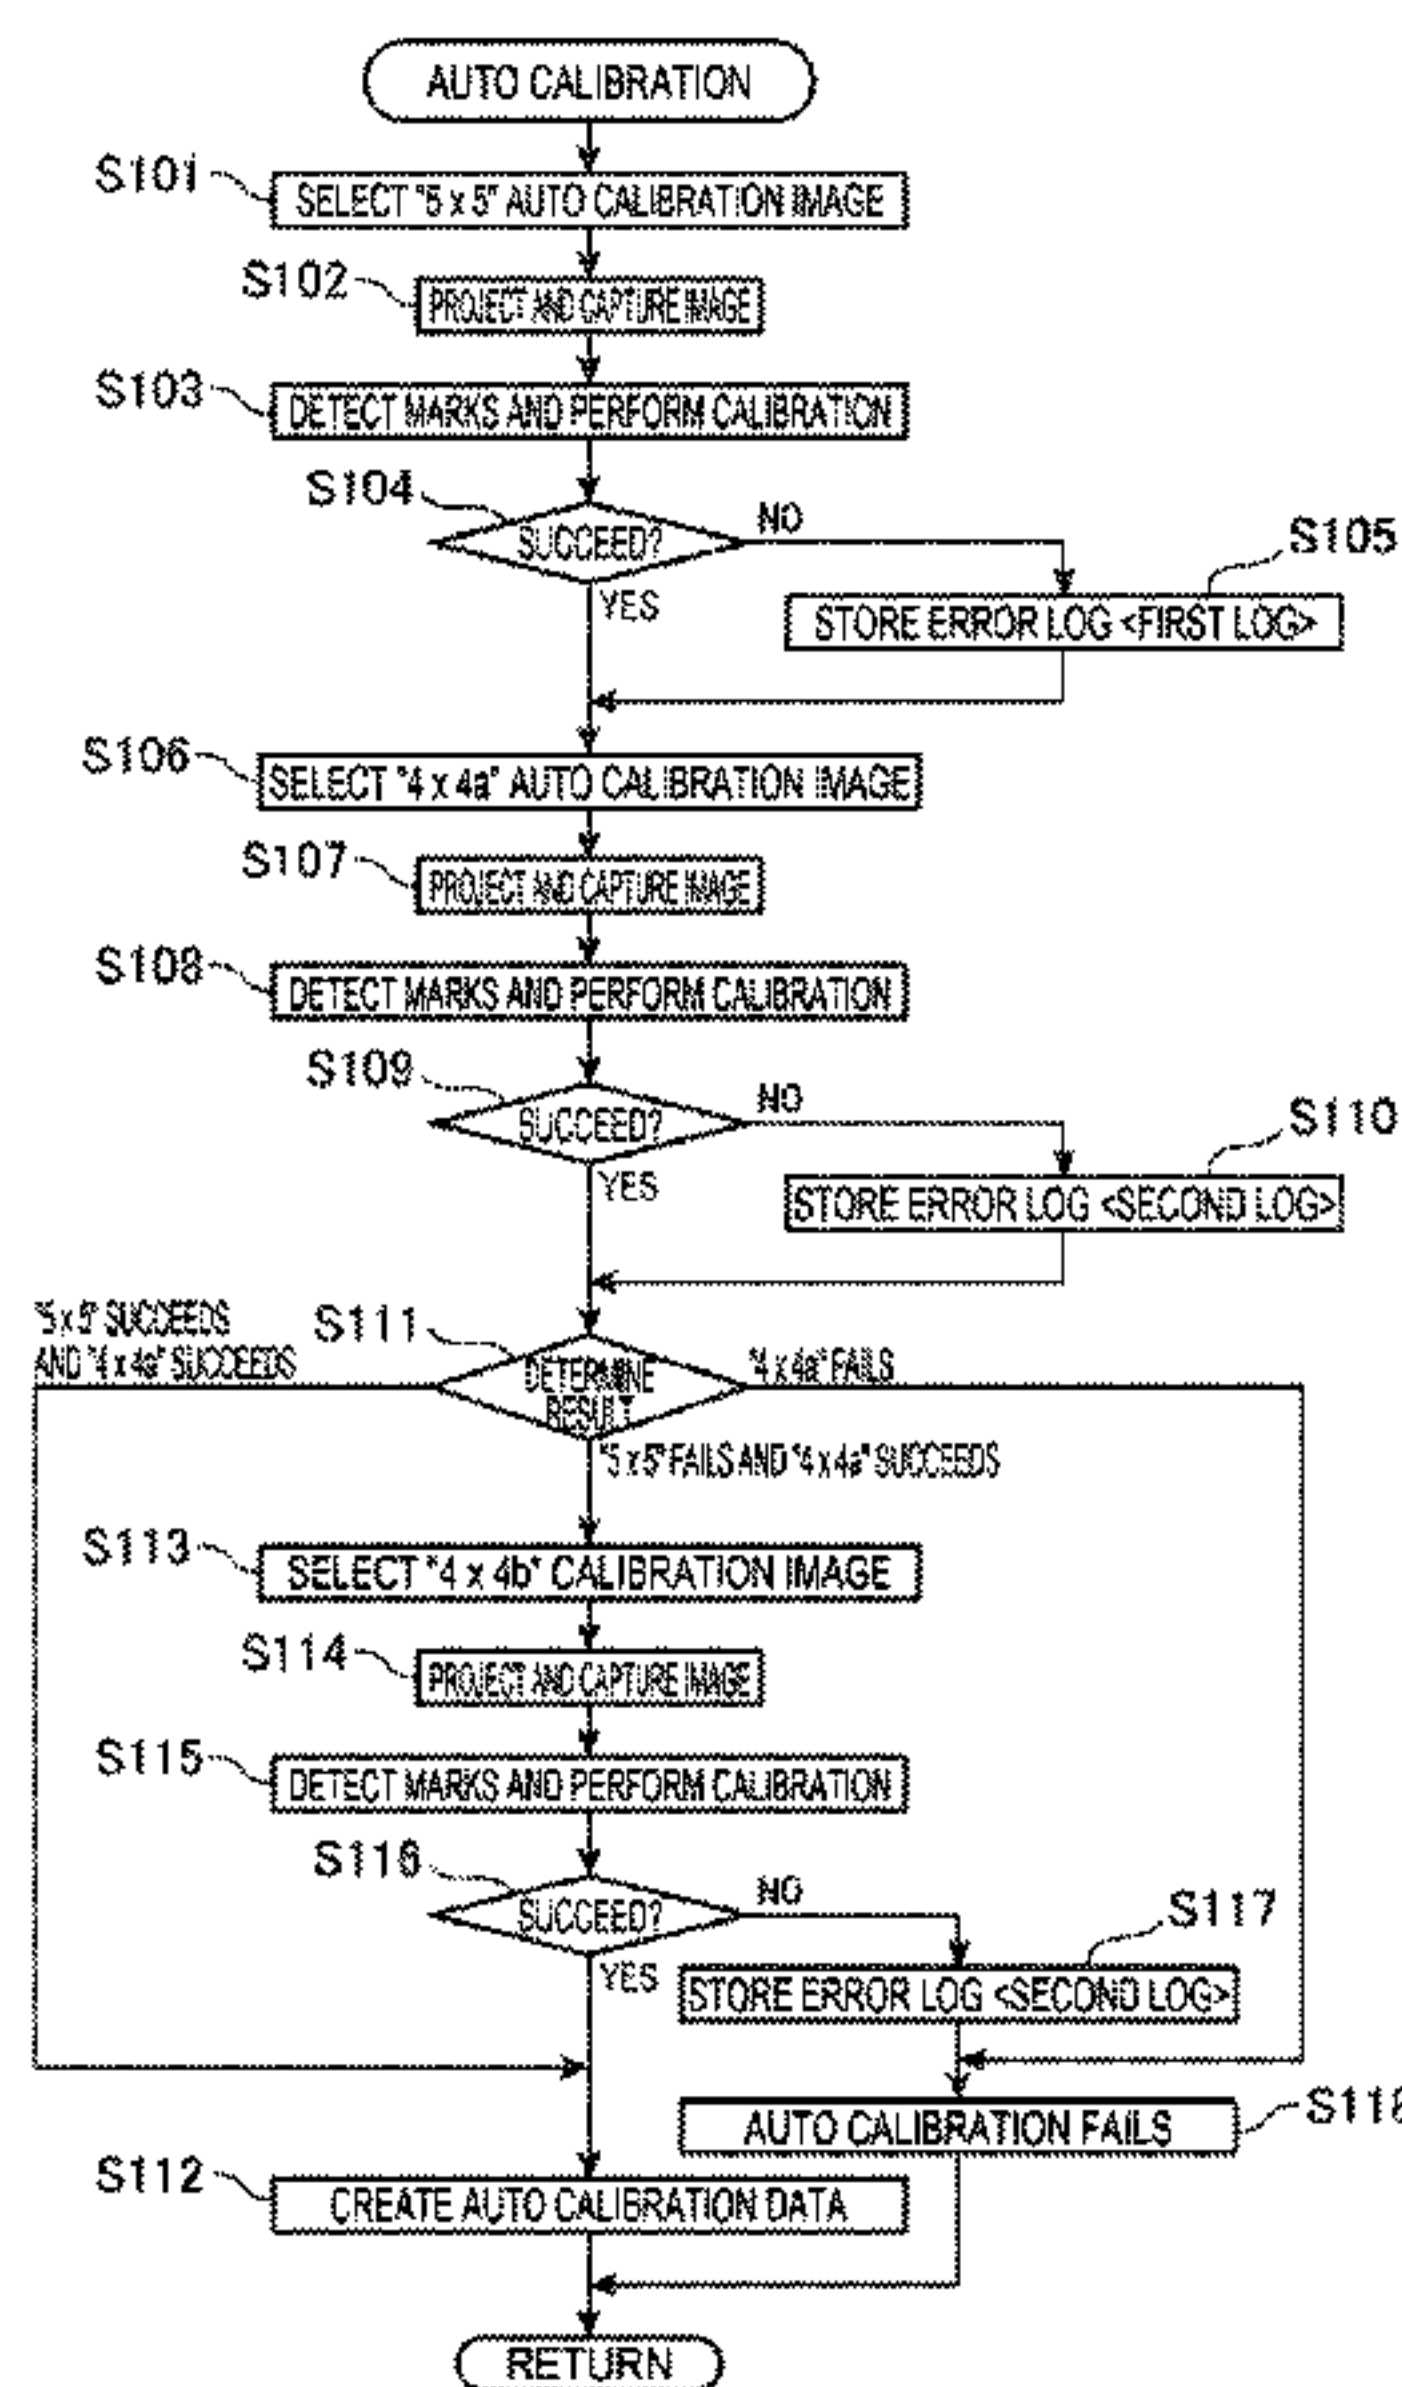 AUTO CALIBRATION
S101
SELECT "5 x 5" AUTO CALIBRATION IMAGE
S102
PROJECT AND CAPTURE IMAGE
S103
DETECT MARKS AND PERFORM CALIBRATION
S104
SUCCEED?
NO
YES
S105
STORE ERROR LOG <FIRST LOG>
S106
SELECT "4 x 4a" AUTO CALIBRATION IMAGE
S107
PROJECT AND CAPTURE IMAGE
S108
DETECT MARKS AND PERFORM CALIBRATION
S109
SUCCEED?
NO
YES
S110
STORE ERROR LOG <SECOND LOG>
"5 x 5" SUCCEEDS
AND "4 x 4a" SUCCEEDS
S111
DETERMINE
RESULT
"4 x 4a" FAILS
"5 x 5" FAILS AND "4 x 4a" SUCCEEDS
S113
SELECT "4 x 4b" CALIBRATION IMAGE
S114
PROJECT AND CAPTURE IMAGE
S115
DETECT MARKS AND PERFORM CALIBRATION
S116
SUCCEED?
NO
YES
S117
STORE ERROR LOG <SECOND LOG>
AUTO CALIBRATION FAILS
S112
CREATE AUTO CALIBRATION DATA
RETURN